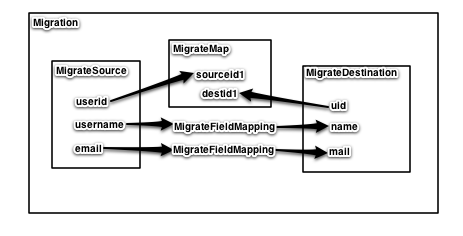 Migration
MigrateMap
MigrateSource
MigrateDestination
sourceid1
userid
destid1
uid
username
MigrateFieldMapping
name
email
MigrateFieldMapping
mail